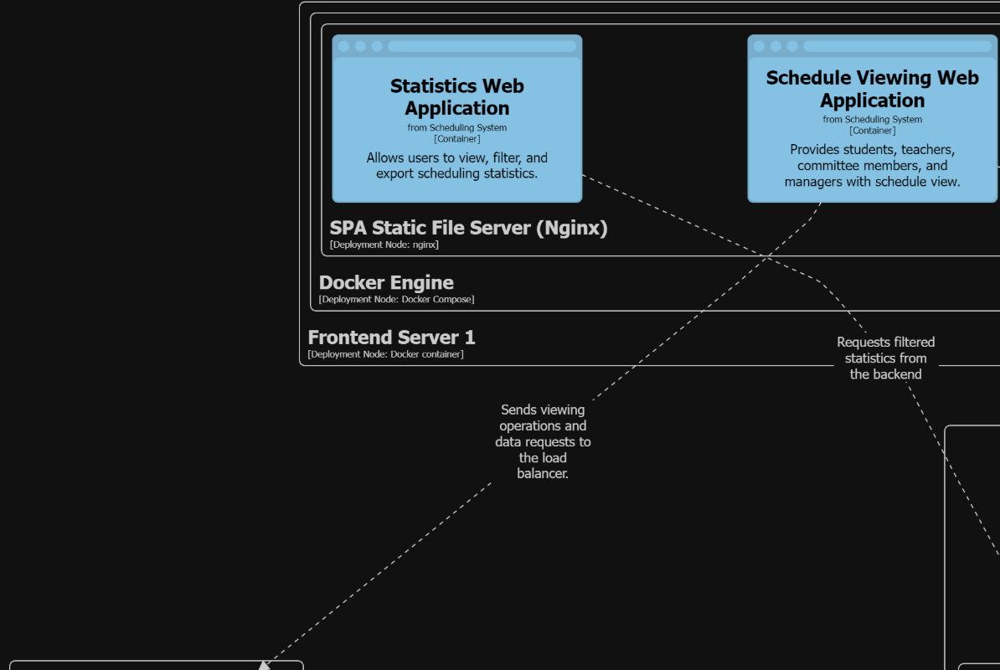 Statistics Web
Application
from Scheduling System
[Container]
Allows users to view, filter, and
export scheduling statistics.
Schedule Viewing Web
Application
from Scheduling System
[Container]
Provides students, teachers,
committee members, and
managers with schedule view.
SPA Static File Server (Nginx)
[Deployment Node: nginx]
Docker Engine
[Deployment Node: Docker Compose]
Frontend Server 1
[Deployment Node: Docker container]
Requests filtered
statistics from
the backend
Sends viewing
operations and
data requests to
the load
balancer.